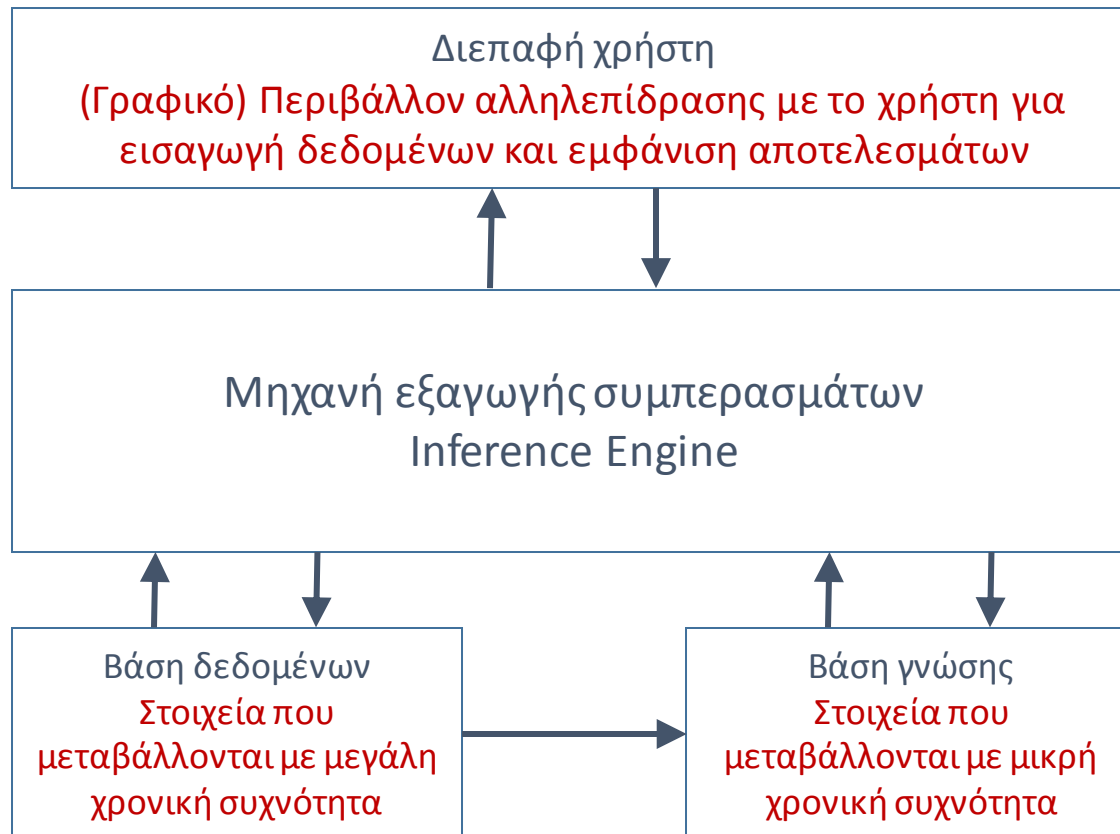 Διεπαφή χρήστη
(Γραφικό) Περιβάλλον αλληλεπίδρασης με το χρήστη για
εισαγωγή δεδομένων και εμφάνιση αποτελεσμάτων
Μηχανή εξαγωγής συμπερασμάτων
Inference Engine
Βάση δεδομένων
Στοιχεία που
μεταβάλλονται με μεγάλη
χρονική συχνότητα
Βάση γνώσης
Στοιχεία που
μεταβάλλονται με μικρή
χρονική συχνότητα